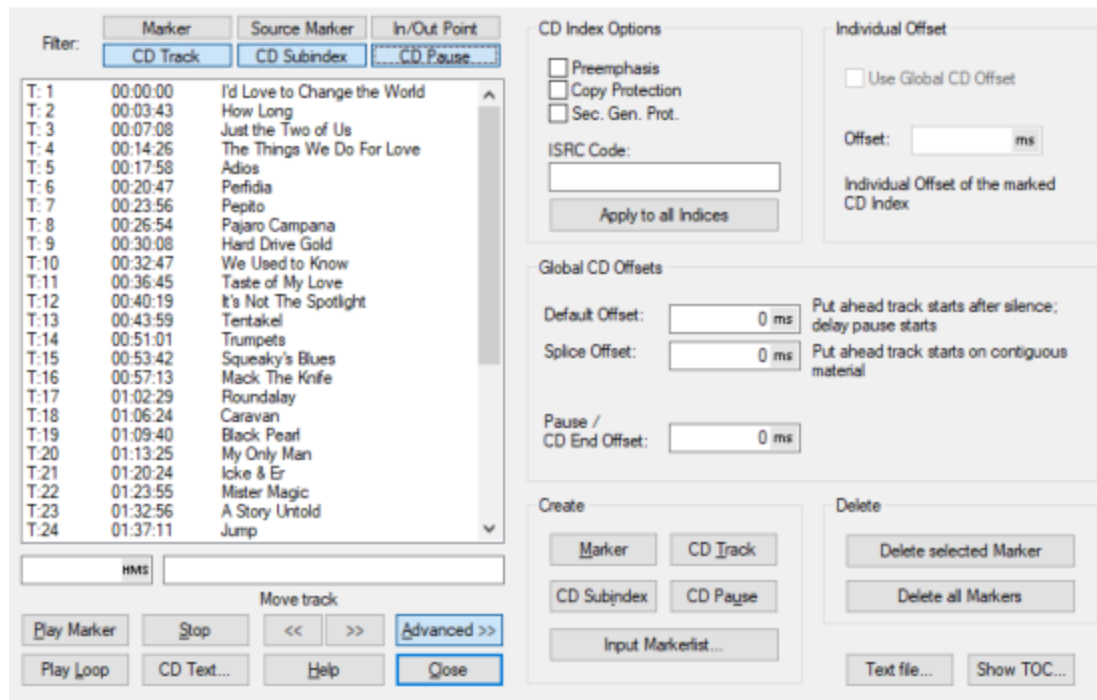 Filter:
Marker
Source Marker
In/Out Point
CD Track
CD Subindex
CD Pause
T: 1 00:00:00 I'd Love to Change the World
T: 2 00:03:43 How Long
T: 3 00:07:08 Just the Two of Us
T: 4 00:14:26 The Things We Do For Love
T: 5 00:17:58 Adios
T: 6 00:20:47 Perfidia
T: 7 00:23:56 Pepito
T: 8 00:26:54 Pajaro Campana
T: 9 00:30:08 Hard Drive Gold
T:10 00:32:47 We Used to Know
T:11 00:36:45 Taste of My Love
T:12 00:40:19 It's Not The Spotlight
T:13 00:43:59 Tentakel
T:14 00:51:01 Trumpets
T:15 00:53:42 Squeaky's Blues
T:16 00:57:13 Mack The Knife
T:17 01:02:29 Roundalay
T:18 01:06:24 Caravan
T:19 01:09:40 Black Pearl
T:20 01:13:25 My Only Man
T:21 01:20:24 Icke & Er
T:22 01:23:55 Mister Magic
T:23 01:32:56 A Story Untold
T:24 01:37:11 Jump
HMS
Move track
Play Marker
Stop
<<
>>
Advanced >>
Play Loop
CD Text...
Help
Close
CD Index Options
Preemphasis
Copy Protection
Sec. Gen. Prot.
ISRC Code:
Apply to all Indices
Individual Offset
Use Global CD Offset
Offset: ms
Individual Offset of the marked
CD Index
Global CD Offsets
Default Offset: 0 ms
Put ahead track starts after silence;
delay pause starts
Splice Offset: 0 ms
Put ahead track starts on contiguous
material
Pause /
CD End Offset: 0 ms
Create
Marker
CD Track
CD Subindex
CD Pause
Input Markerlist...
Delete
Delete selected Marker
Delete all Markers
Text file...
Show TOC...